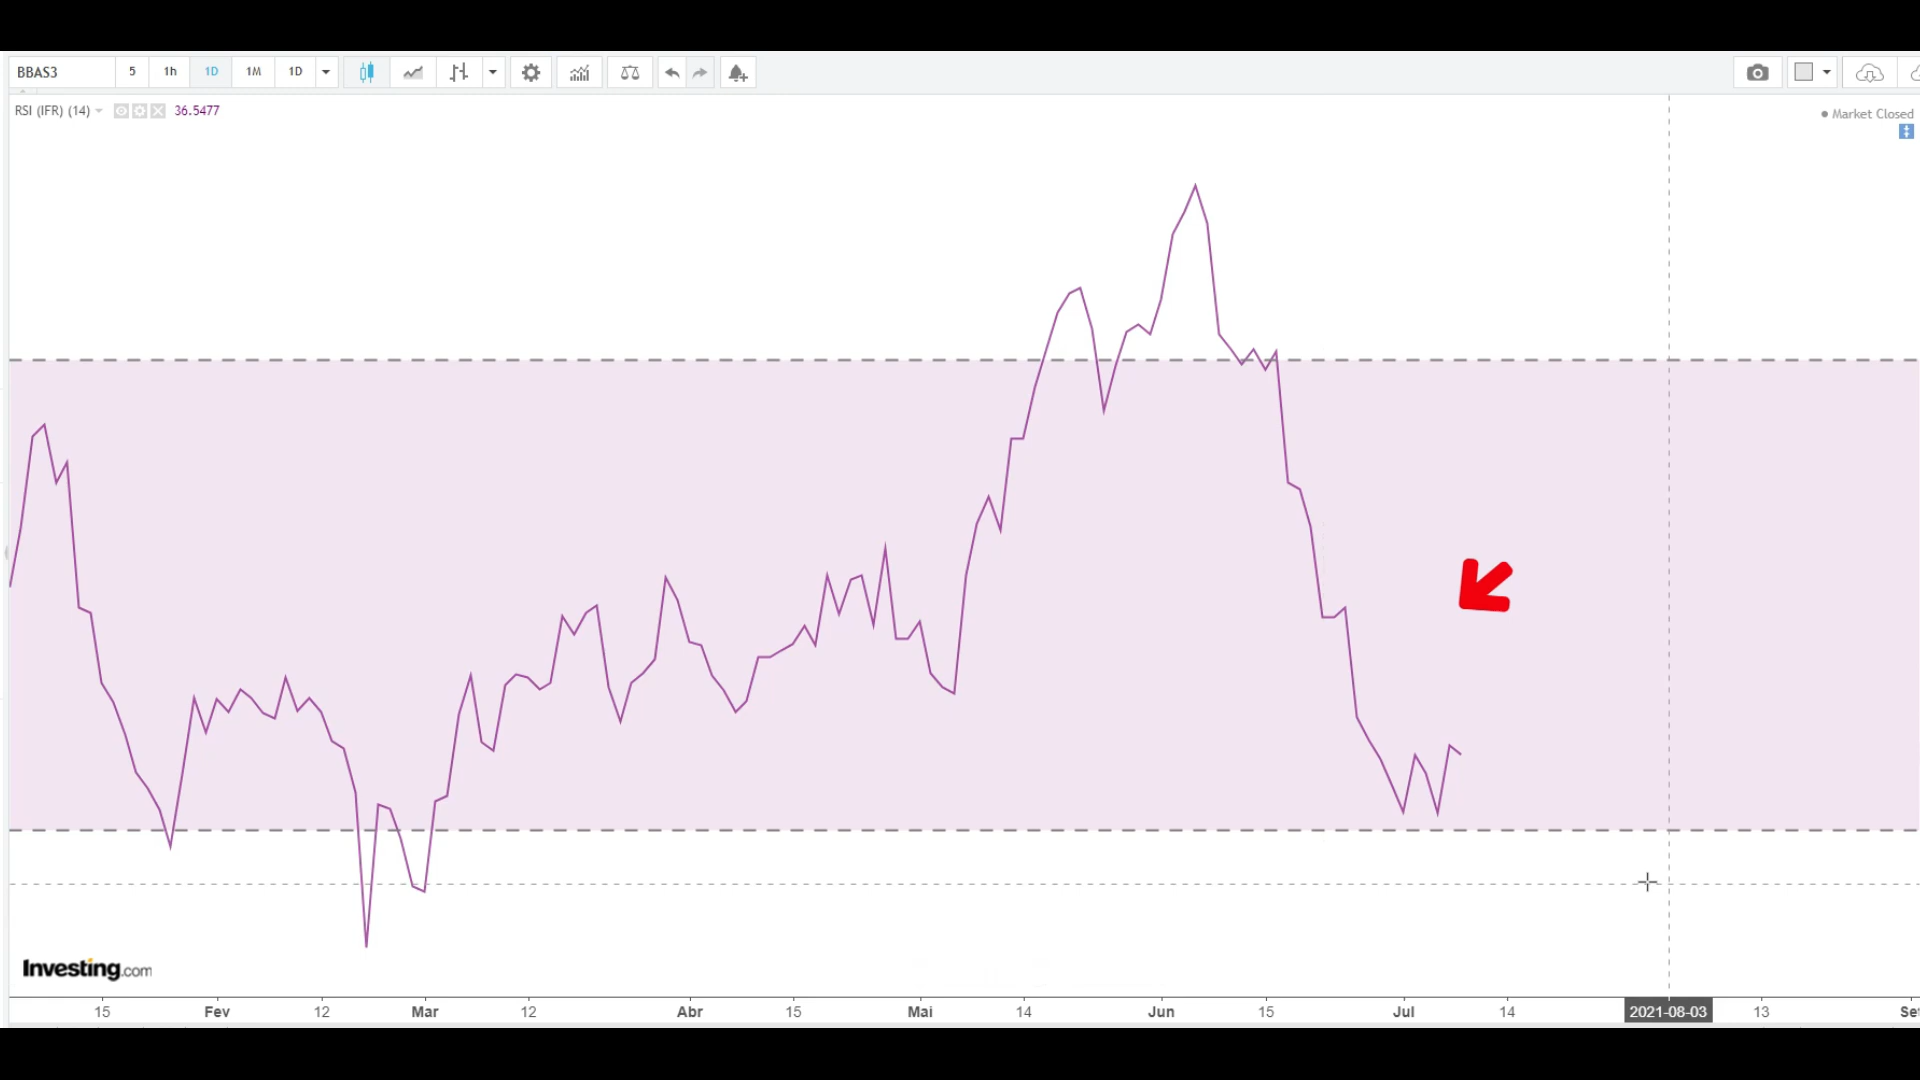 BBAS3 5 1h 1D 1M 1D
RSI (IFR) (14) 36.5477
Market Closed
Investing.com
15 Fev 12 Mar 12 Abr 15 Mai 14 Jun 15 Jul 14 2021-08-03 13